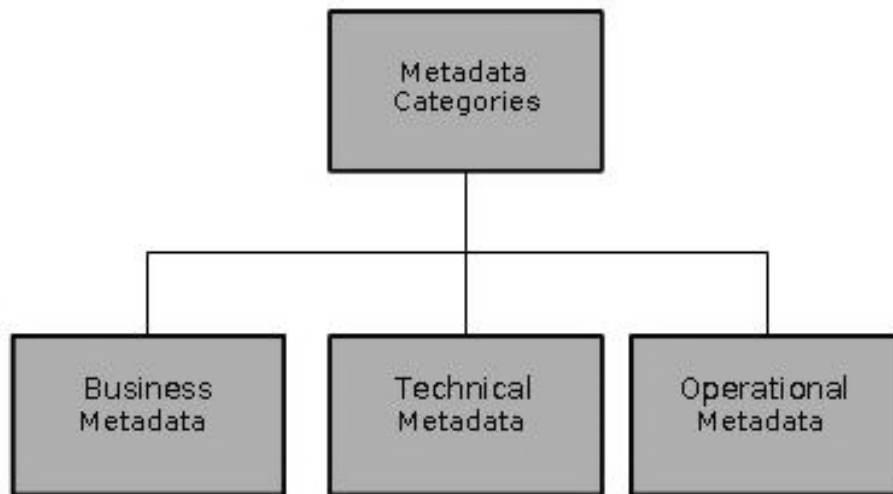 Metadata
Categories
Business
Metadata
Technical
Metadata
Operational
Metadata